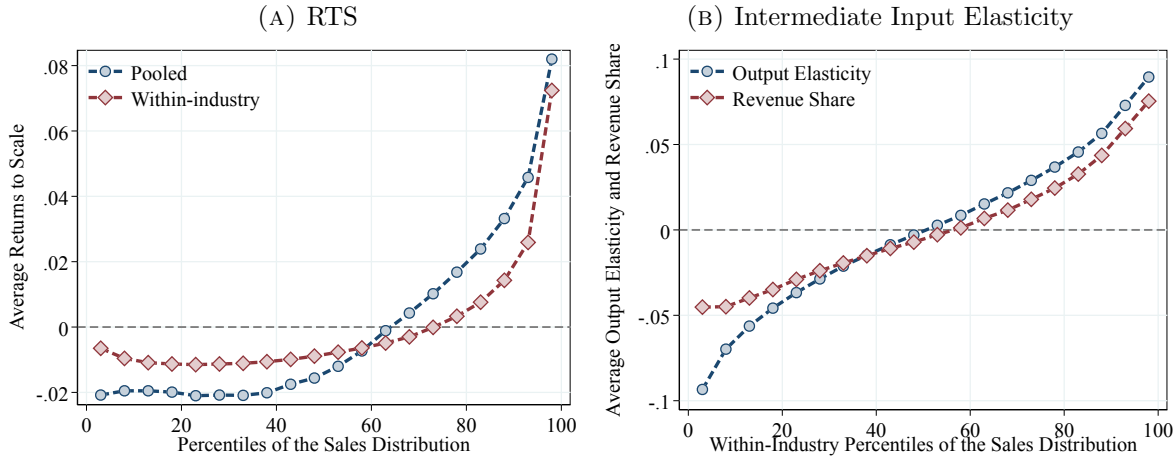 (A) RTS
Average Returns to Scale
.08
.06
.04
.02
0
-.02
Pooled
Within-industry
0 20 40 60 80 100
Percentiles of the Sales Distribution
(B) Intermediate Input Elasticity
Average Output Elasticity and Revenue Share
.1
.05
0
-.05
-.1
Output Elasticity
Revenue Share
0 20 40 60 80 100
Within-Industry Percentiles of the Sales Distribution